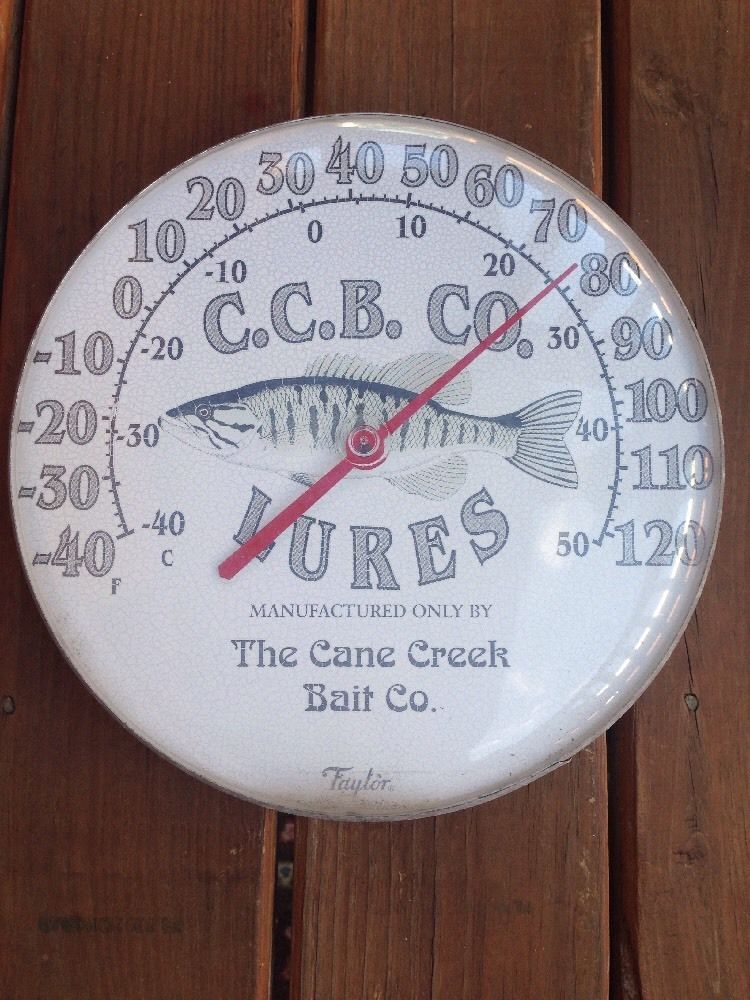 -40 -30 -20 -10 0 10 20 30 40 50 60 70 80 90 100 110 120
F
-40 -30 -20 -10 0 10 20 30 40 50
C
C.C.B. CO.
LURES
MANUFACTURED ONLY BY
The Cane Creek
Bait Co.
Taylor